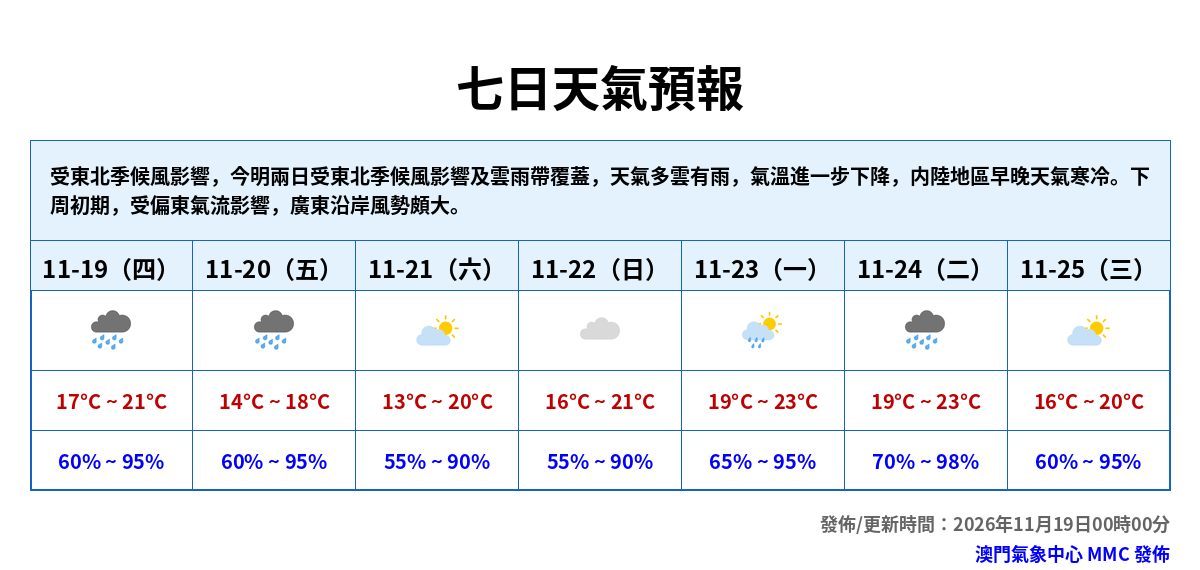 七日天氣預報
受東北季候風影響，今明兩日受東北季候風影響及雲雨帶覆蓋，天氣多雲有雨，氣溫進一步下降，內陸地區早晚天氣寒冷。下
周初期，受偏東氣流影響，廣東沿岸風勢頗大。
11-19（四） 11-20（五） 11-21（六） 11-22（日） 11-23（一） 11-24（二） 11-25（三）
17°C ~ 21°C 14°C ~ 18°C 13°C ~ 20°C 16°C ~ 21°C 19°C ~ 23°C 19°C ~ 23°C 16°C ~ 20°C
60% ~ 95% 60% ~ 95% 55% ~ 90% 55% ~ 90% 65% ~ 95% 70% ~ 98% 60% ~ 95%
發佈/更新時間：2026年11月19日00時00分
澳門氣象中心 MMC 發佈